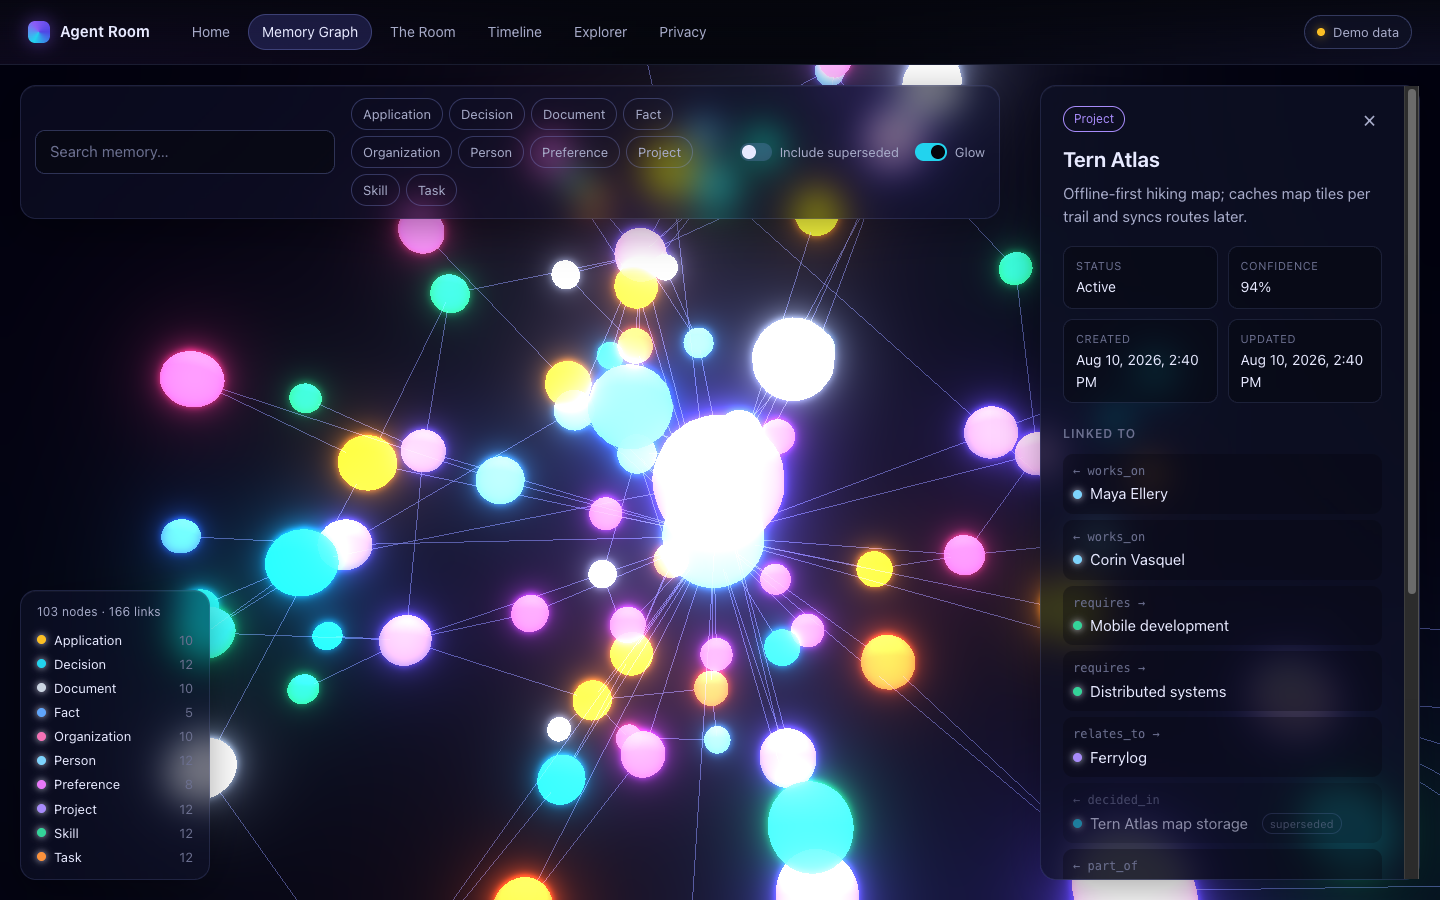 Agent Room
Home
Memory Graph
The Room
Timeline
Explorer
Privacy
Demo data
Search memory...
Application
Decision
Document
Fact
Organization
Person
Preference
Project
Skill
Task
Include superseded
Glow
103 nodes · 166 links
Application 10
Decision 12
Document 10
Fact 5
Organization 10
Person 12
Preference 8
Project 12
Skill 12
Task 12
Project
×
Tern Atlas
Offline-first hiking map; caches map tiles per
trail and syncs routes later.
STATUS
Active
CONFIDENCE
94%
CREATED
Aug 10, 2026, 2:40
PM
UPDATED
Aug 10, 2026, 2:40
PM
LINKED TO
← works_on
Maya Ellery
← works_on
Corin Vasquel
requires →
Mobile development
requires →
Distributed systems
relates_to →
Ferrylog
← decided_in
Tern Atlas map storage superseded
← part_of